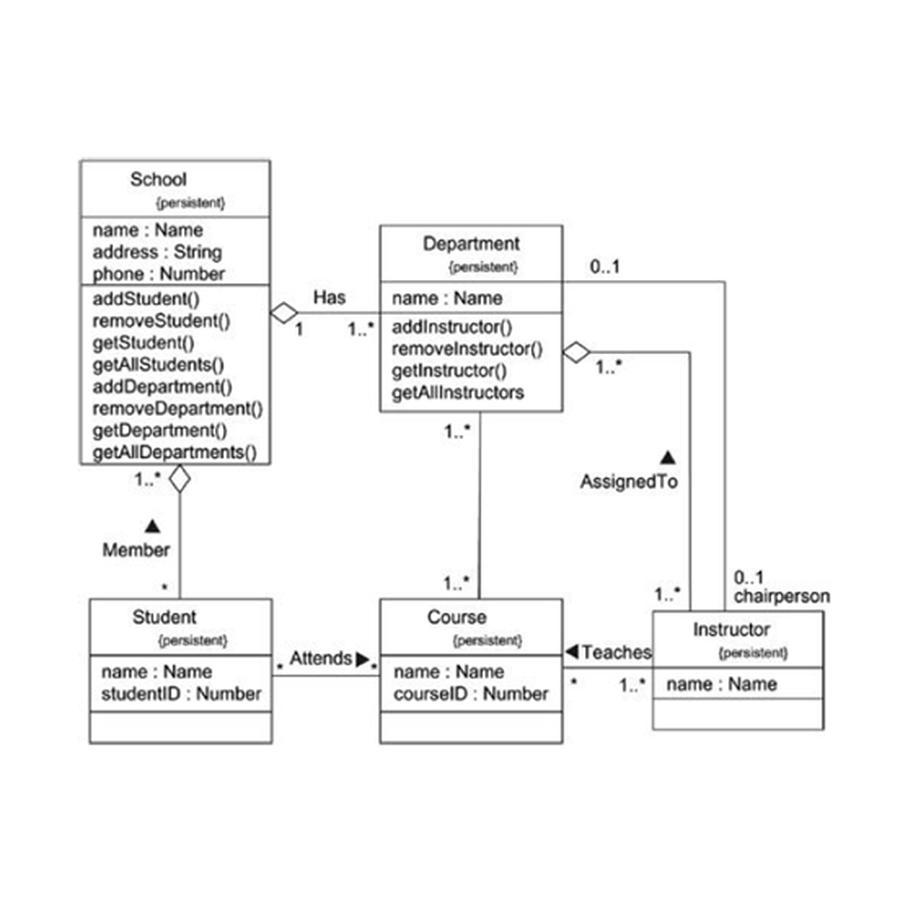 School
{persistent}
name : Name
address : String
phone : Number
addStudent()
removeStudent()
getStudent()
getAllStudents()
addDepartment()
removeDepartment()
getDepartment()
getAllDepartments()
Has
1
1..*
Department
{persistent}
name : Name
addInstructor()
removeInstructor()
getInstructor()
getAllInstructors
0..1
1..*
1..*
Member
*
1..*
1..*
AssignedTo
1..*
0..1
chairperson
Student
{persistent}
name : Name
studentID : Number
* Attends *
Course
{persistent}
name : Name
courseID : Number
Teaches
* 1..*
Instructor
{persistent}
name : Name